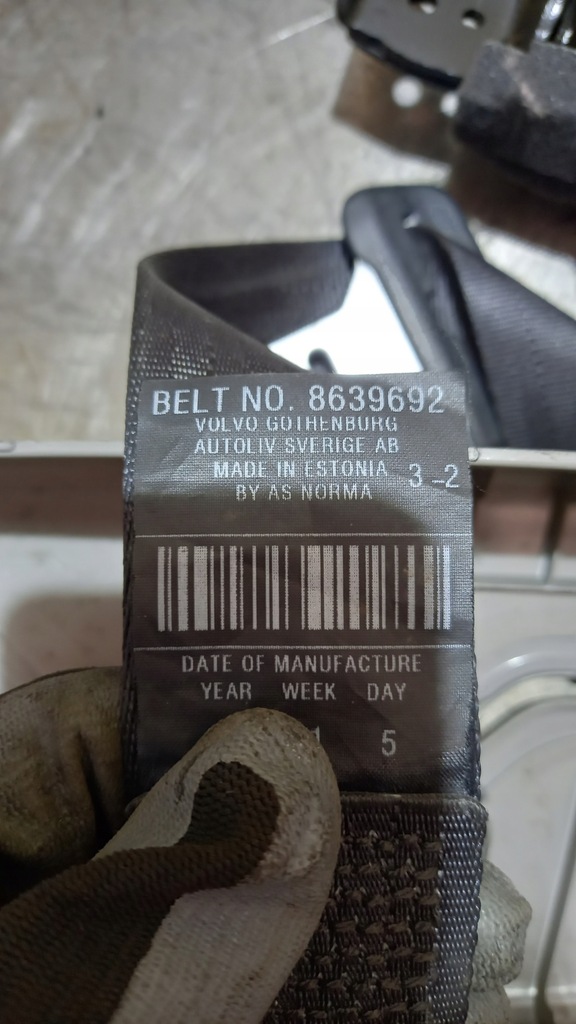 BELT NO. 8639692
VOLVO GOTHENBURG
AUTOLIV SVERIGE AB
MADE IN ESTONIA 3-2
BY AS NORMA
DATE OF MANUFACTURE
YEAR WEEK DAY
5